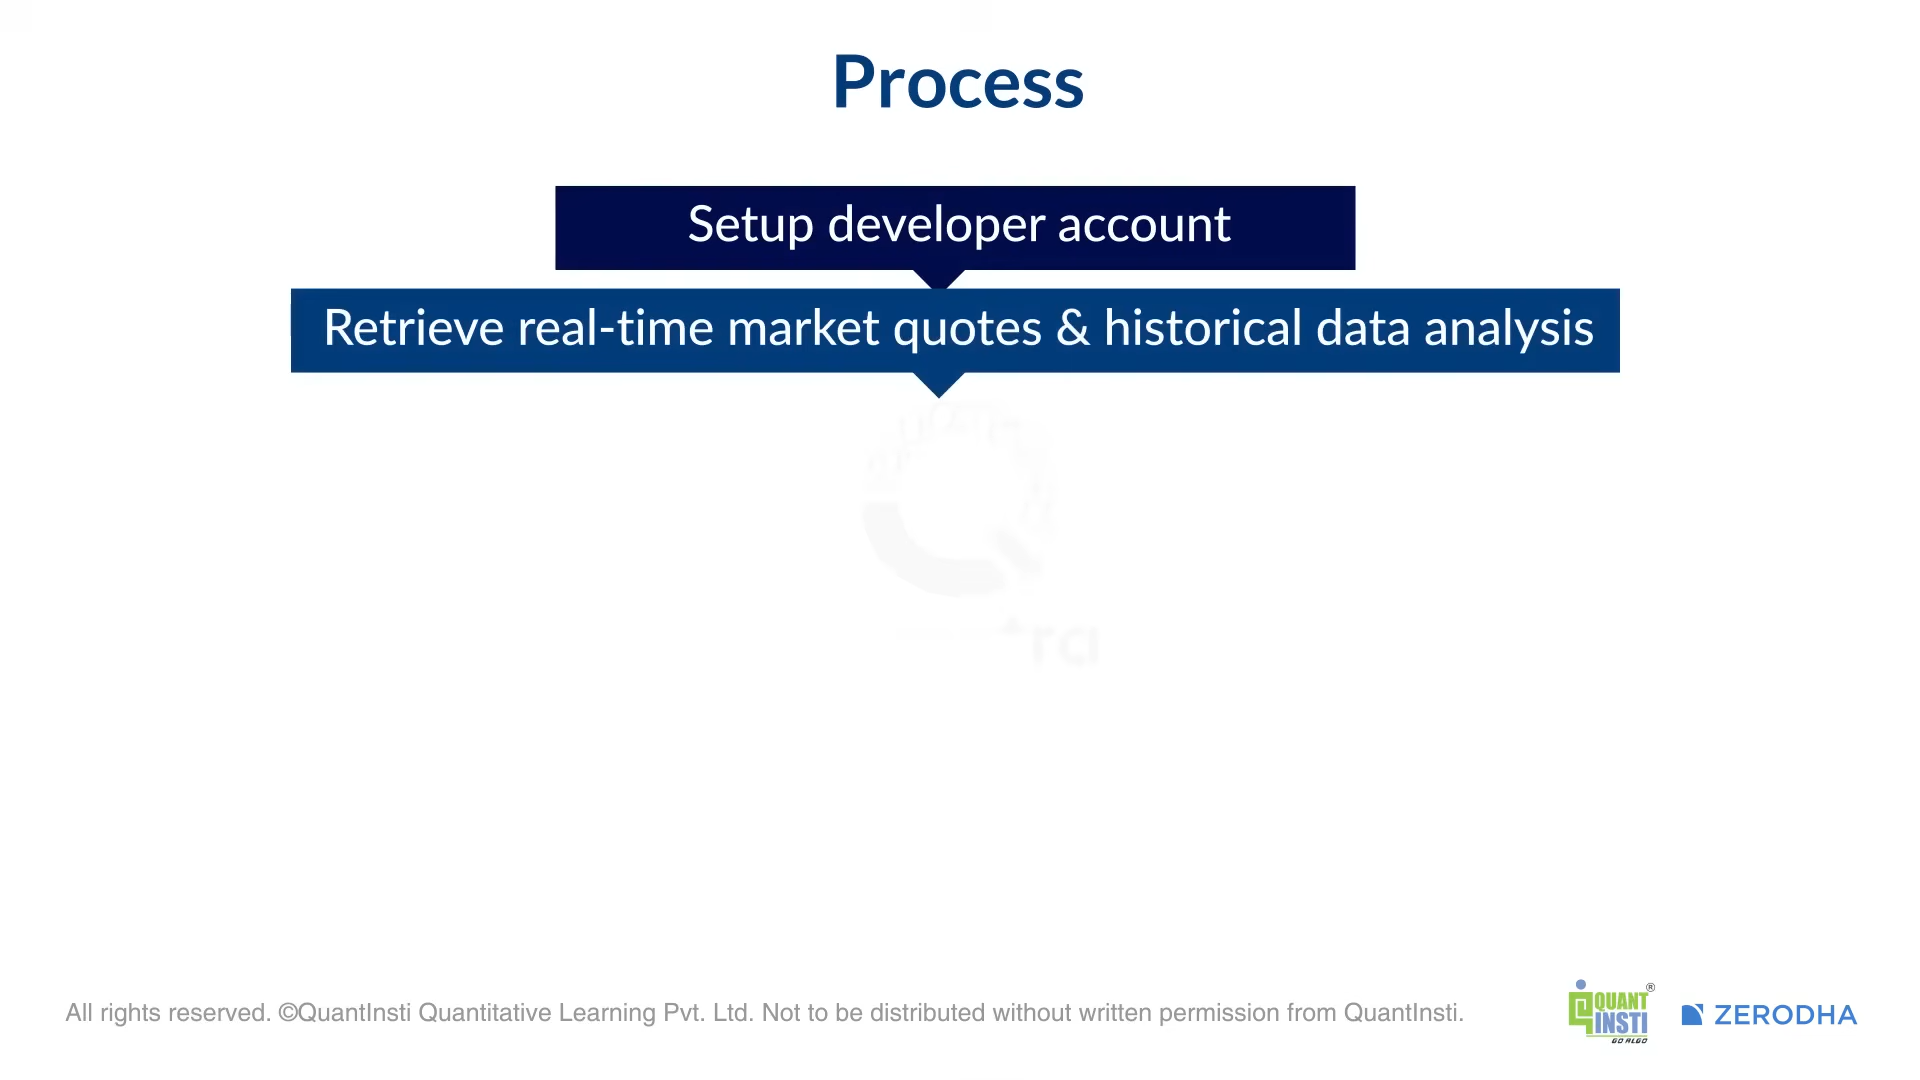 Process
Setup developer account
Retrieve real-time market quotes & historical data analysis
All rights reserved. ©QuantInsti Quantitative Learning Pvt. Ltd. Not to be distributed without written permission from QuantInsti.
QUANT®
INSTI
GO ALGO
ZERODHA